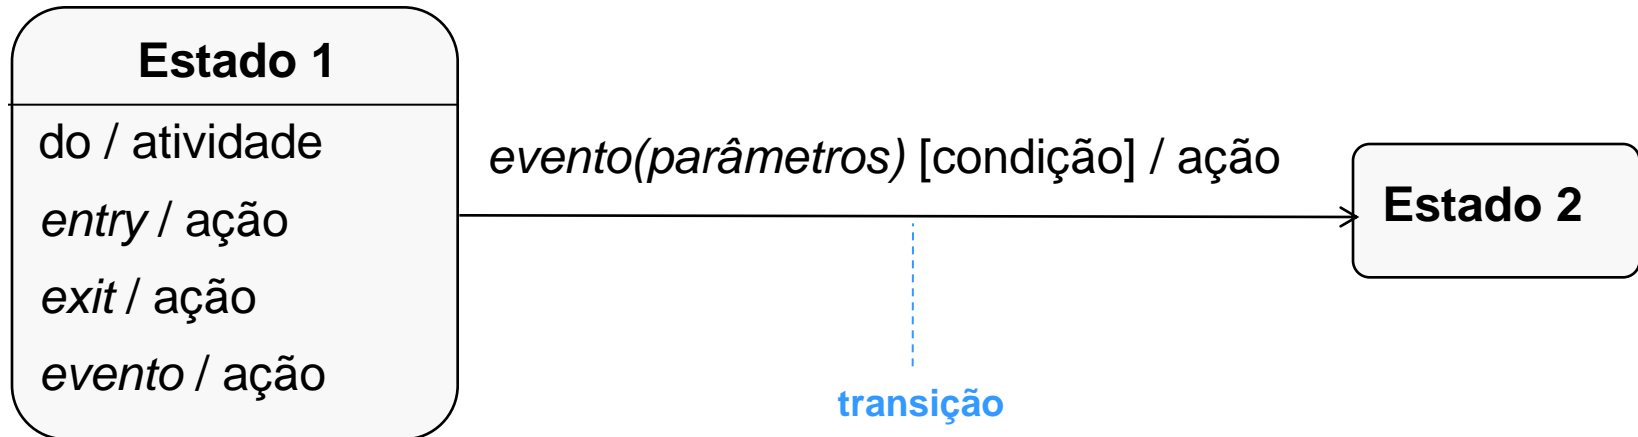 Estado 1
do / atividade
entry / ação
exit / ação
evento / ação
evento(parâmetros) [condição] / ação
Estado 2
transição